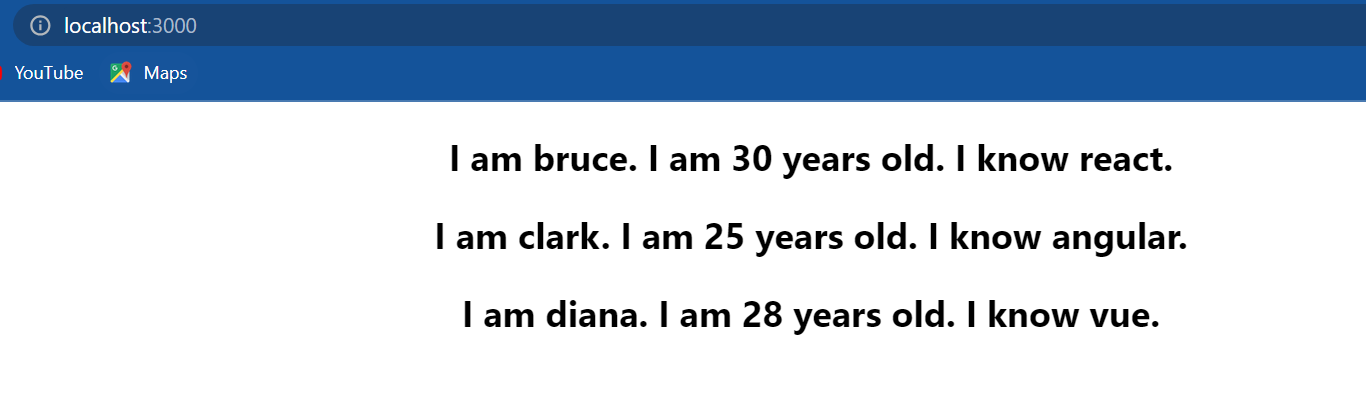 localhost:3000
YouTube Maps
I am bruce. I am 30 years old. I know react.
I am clark. I am 25 years old. I know angular.
I am diana. I am 28 years old. I know vue.